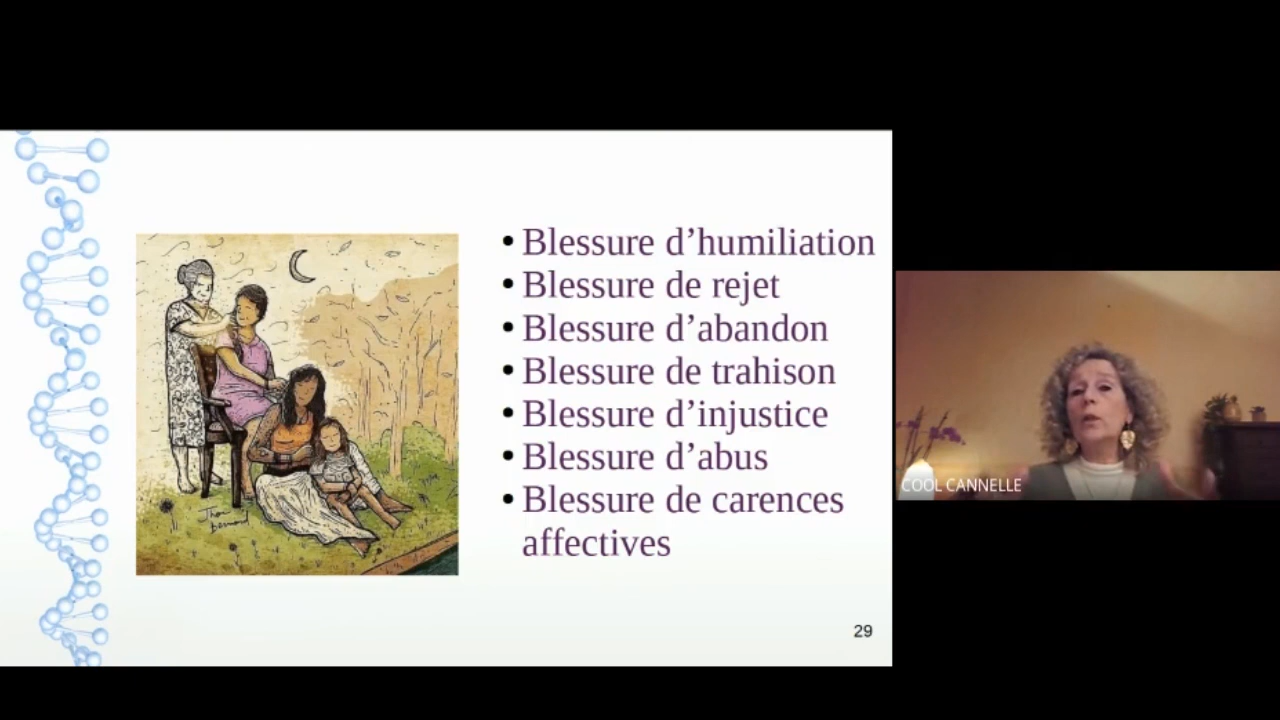 • Blessure d’humiliation
• Blessure de rejet
• Blessure d’abandon
• Blessure de trahison
• Blessure d’injustice
• Blessure d’abus
• Blessure de carences
affectives
COOL CANNELLE
29